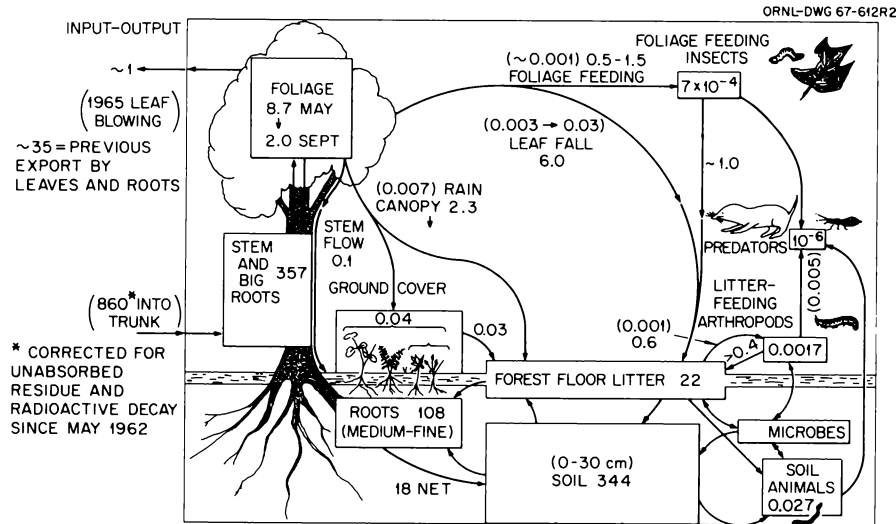 ORNL-DWG 67-612R2
INPUT-OUTPUT
~1
(1965 LEAF
BLOWING)
~35 = PREVIOUS
EXPORT BY
LEAVES AND ROOTS
(860* INTO
TRUNK)
* CORRECTED FOR
UNABSORBED
RESIDUE AND
RADIOACTIVE DECAY
SINCE MAY 1962
FOLIAGE
8.7 MAY
↓
2.0 SEPT
(~0.001) 0.5-1.5
FOLIAGE FEEDING
FOLIAGE FEEDING
INSECTS
7 x 10⁻⁴
(0.003 → 0.03)
LEAF FALL
6.0
~1.0
(0.007) RAIN
CANOPY 2.3
↓
STEM
FLOW
0.1
STEM
AND
BIG
ROOTS
357
GROUND COVER
0.04
0.03
PREDATORS
10⁻⁶
(0.005)
LITTER-
FEEDING
ARTHROPODS
(0.001)
0.6
>0.4
0.0017
FOREST FLOOR LITTER 22
ROOTS 108
(MEDIUM-FINE)
18 NET
(0-30 cm)
SOIL 344
MICROBES
SOIL
ANIMALS
0.027